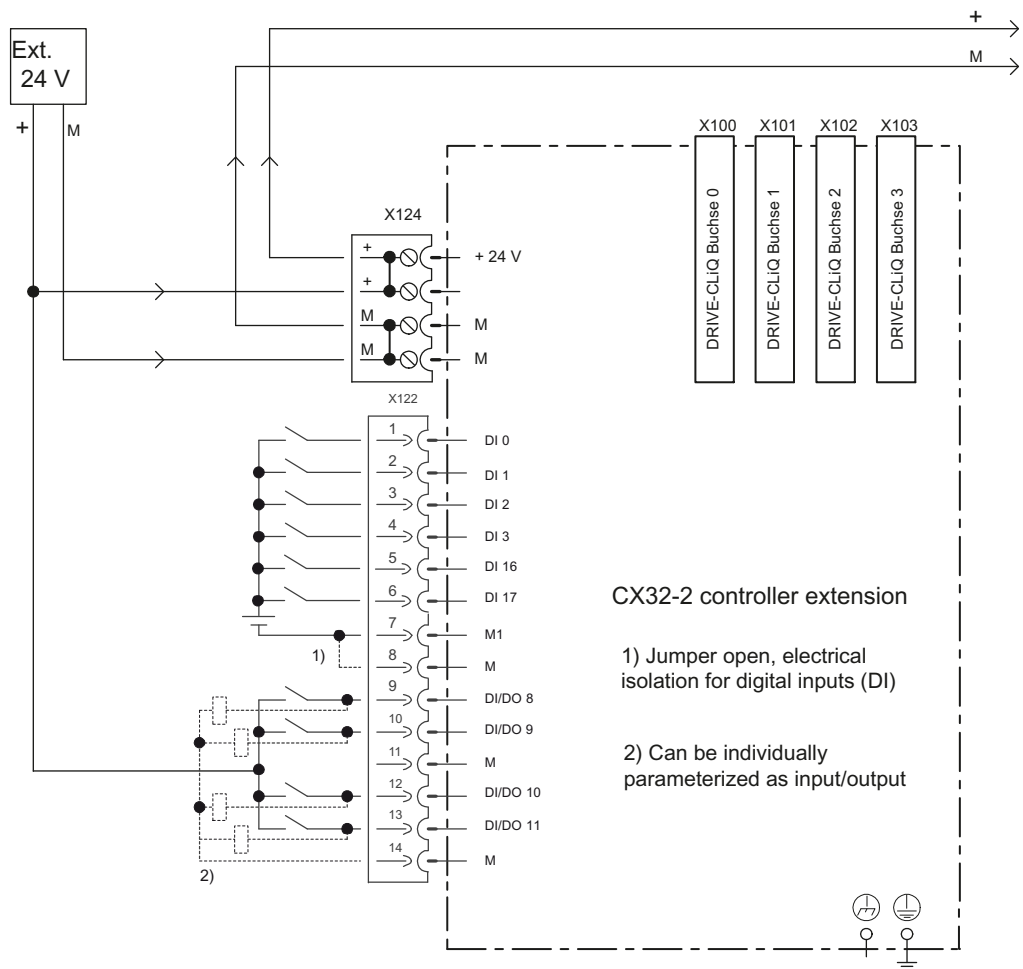 +
M
Ext.
24 V
+
M
X100
X101
X102
X103
DRIVE-CLiQ Buchse 0
DRIVE-CLiQ Buchse 1
DRIVE-CLiQ Buchse 2
DRIVE-CLiQ Buchse 3
X124
+
+ 24 V
+
M
M
M
M
X122
1
DI 0
2
DI 1
3
DI 2
4
DI 3
5
DI 16
6
DI 17
7
M1
1)
8
M
9
DI/DO 8
10
DI/DO 9
11
M
12
DI/DO 10
13
DI/DO 11
14
M
2)
CX32-2 controller extension
1) Jumper open, electrical
isolation for digital inputs (DI)
2) Can be individually
parameterized as input/output